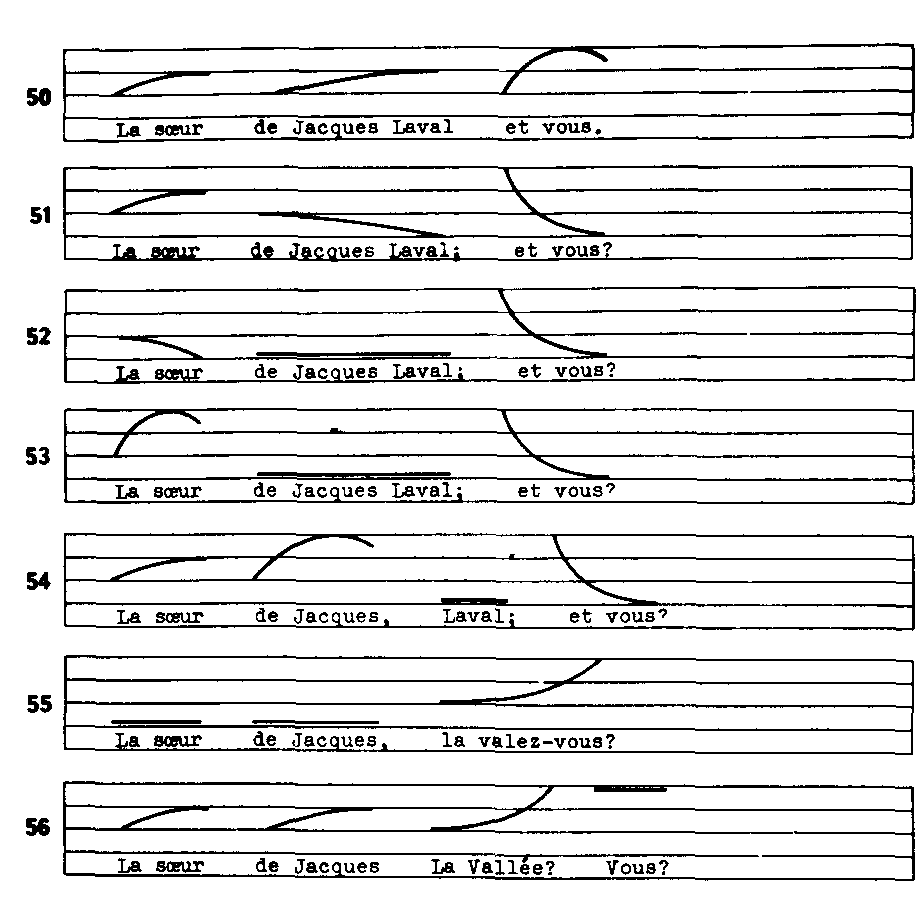 50
La sœur de Jacques Laval et vous.
51
La sœur de Jacques Laval; et vous?
52
La sœur de Jacques Laval; et vous?
53
La sœur de Jacques Laval; et vous?
54
La sœur de Jacques, Laval; et vous?
55
La sœur de Jacques, la valez-vous?
56
La sœur de Jacques La Vallée? Vous?